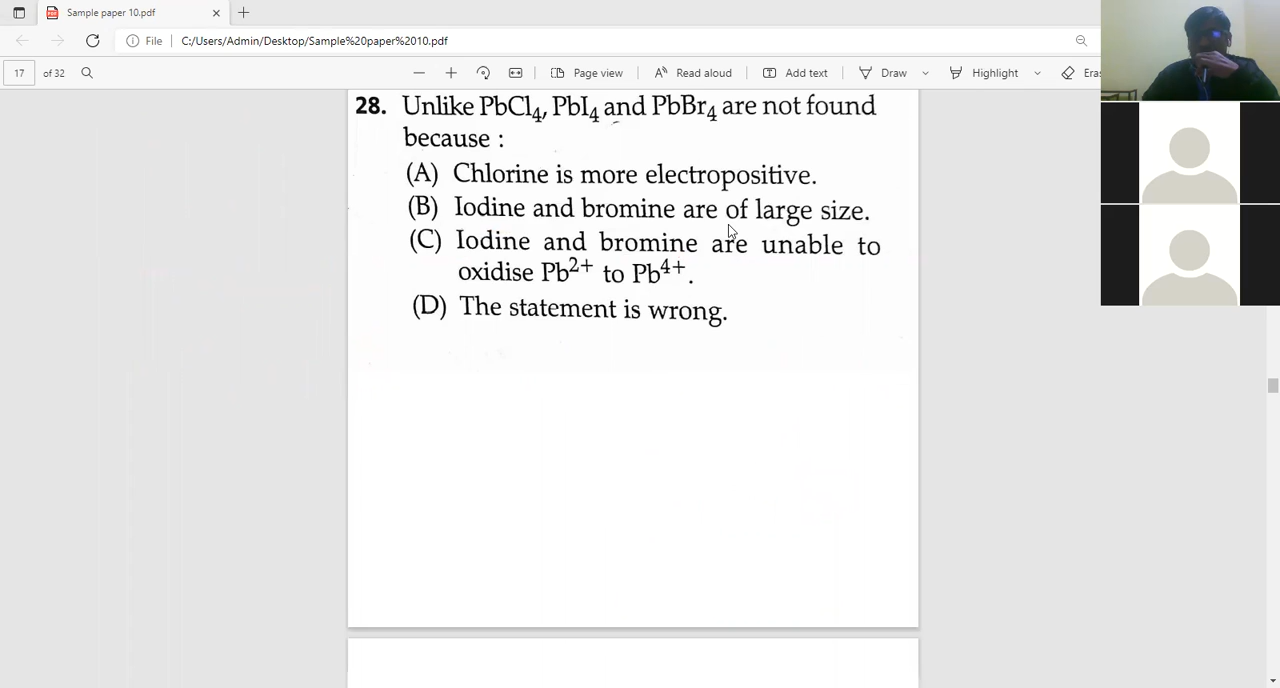 Sample paper 10.pdf
File | C:/Users/Admin/Desktop/Sample%20paper%2010.pdf
17 of 32
Page view
Read aloud
Add text
Draw
Highlight
Eras
28. Unlike PbCl₄, PbI₄ and PbBr₄ are not found
because :
(A) Chlorine is more electropositive.
(B) Iodine and bromine are of large size.
(C) Iodine and bromine are unable to
oxidise Pb²⁺ to Pb⁴⁺.
(D) The statement is wrong.